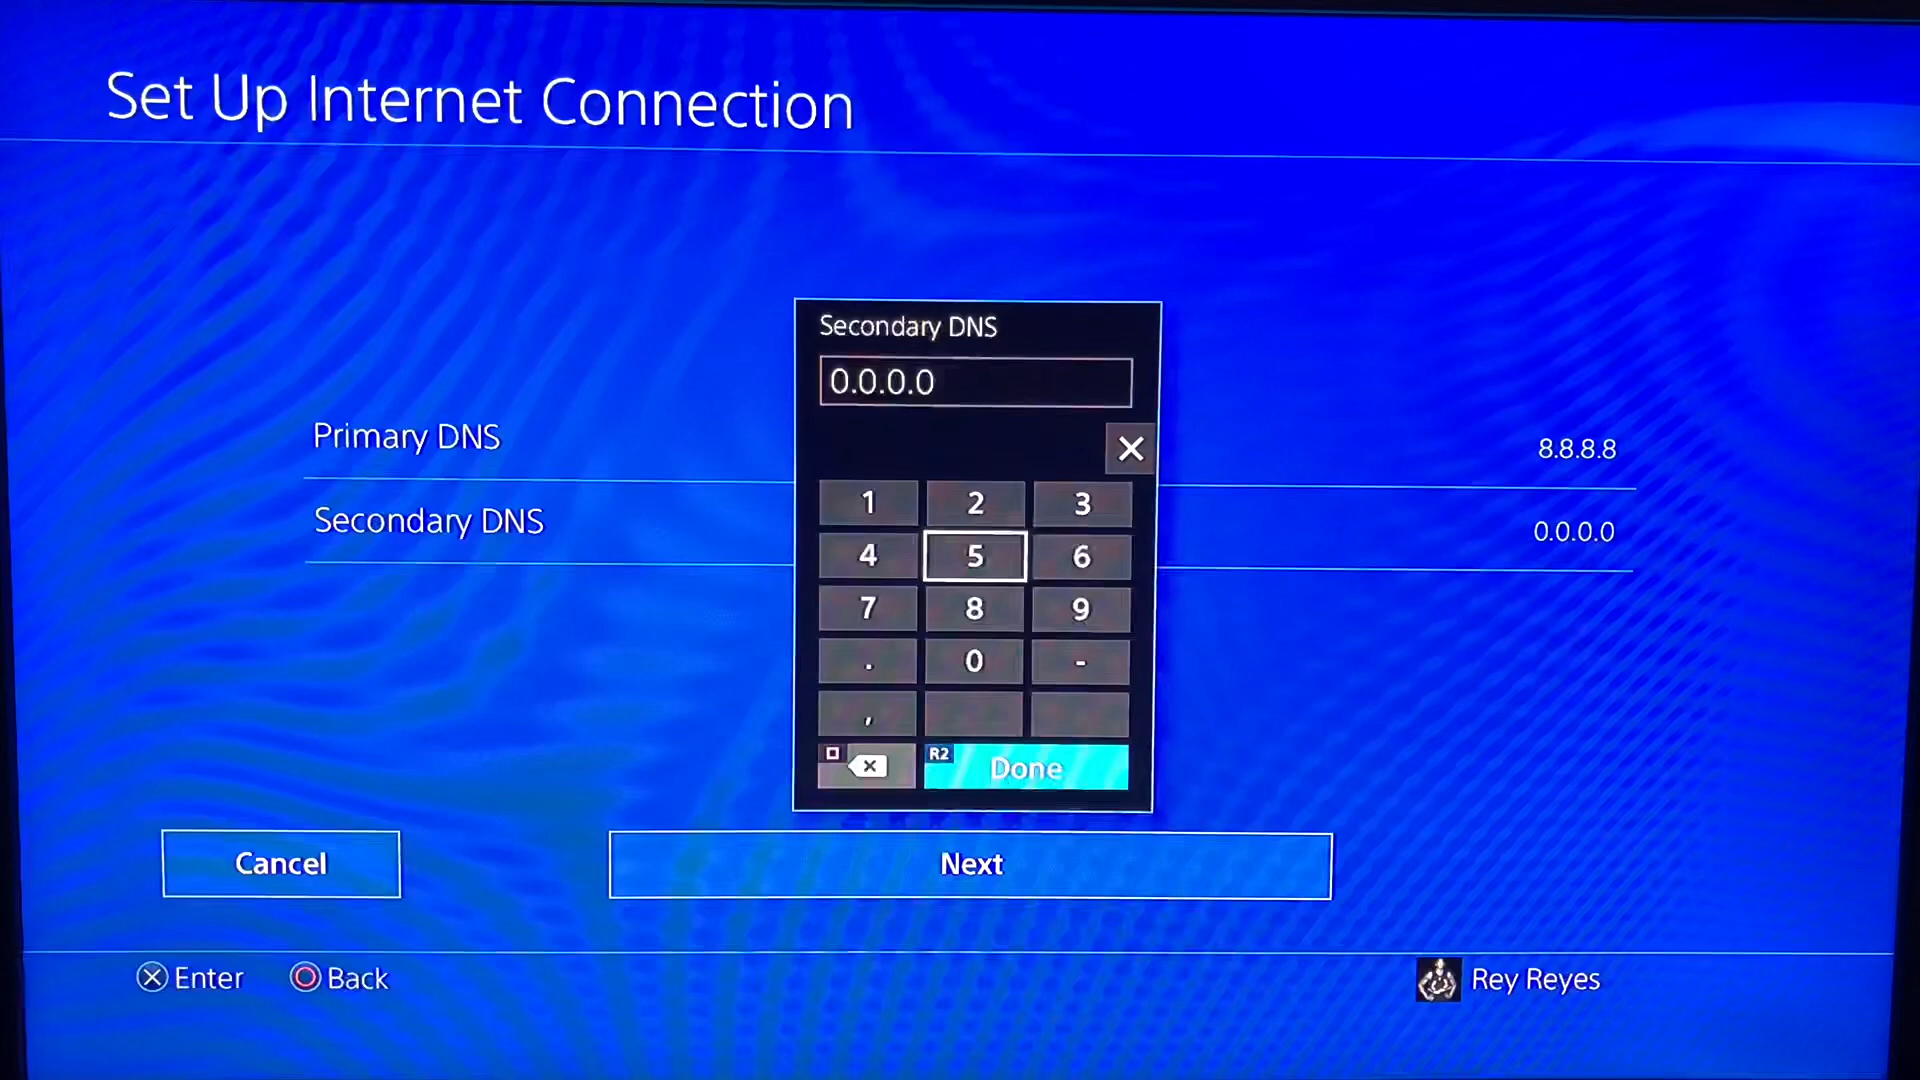 Set Up Internet Connection
Secondary DNS
0.0.0.0
Primary DNS 8.8.8.8
Secondary DNS 0.0.0.0
1 2 3
4 5 6
7 8 9
. 0 -
,
R2 Done
Cancel Next
Enter Back Rey Reyes